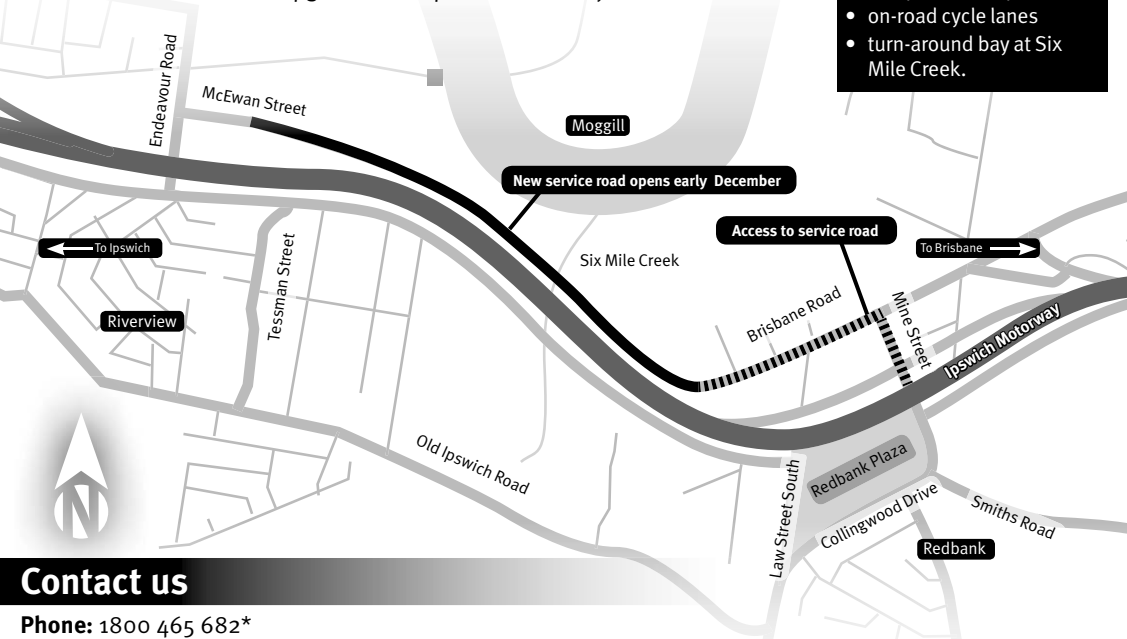 • on-road cycle lanes
• turn-around bay at Six
Mile Creek.
Endeavour Road
McEwan Street
Moggill
New service road opens early December
Access to service road
To Ipswich
To Brisbane
Six Mile Creek
Tessman Street
Riverview
Brisbane Road
Mine Street
Ipswich Motorway
Old Ipswich Road
Redbank Plaza
Law Street South
Collingwood Drive
Smiths Road
Redbank
N
Contact us
Phone: 1800 465 682*